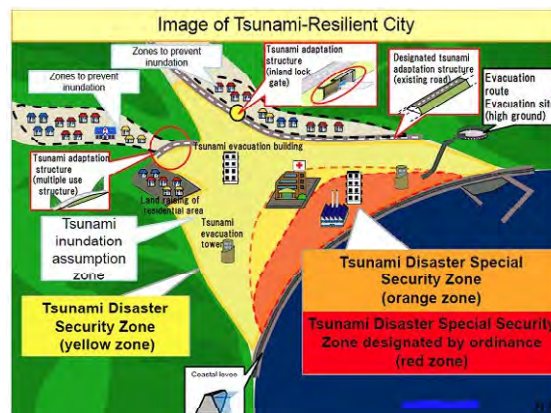 Image of Tsunami-Resilient City
Zones to prevent
inundation
Tsunami adaptation
structure
(inland lock
gate)
Designated tsunami
adaptation structure
(existing road)
Zones to prevent
inundation
Evacuation
route
Evacuation sit
(high ground)
Tsunami evacuation building
Tsunami adaptation
structure
(multiple use
structure)
Land raising of
residential area
Tsunami
inundation
assumption
zone
Tsunami
evacuation
tower
Tsunami Disaster
Security Zone
(yellow zone)
Tsunami Disaster Special
Security Zone
(orange zone)
Tsunami Disaster Special Security
Zone designated by ordinance
(red zone)
Coastal levee